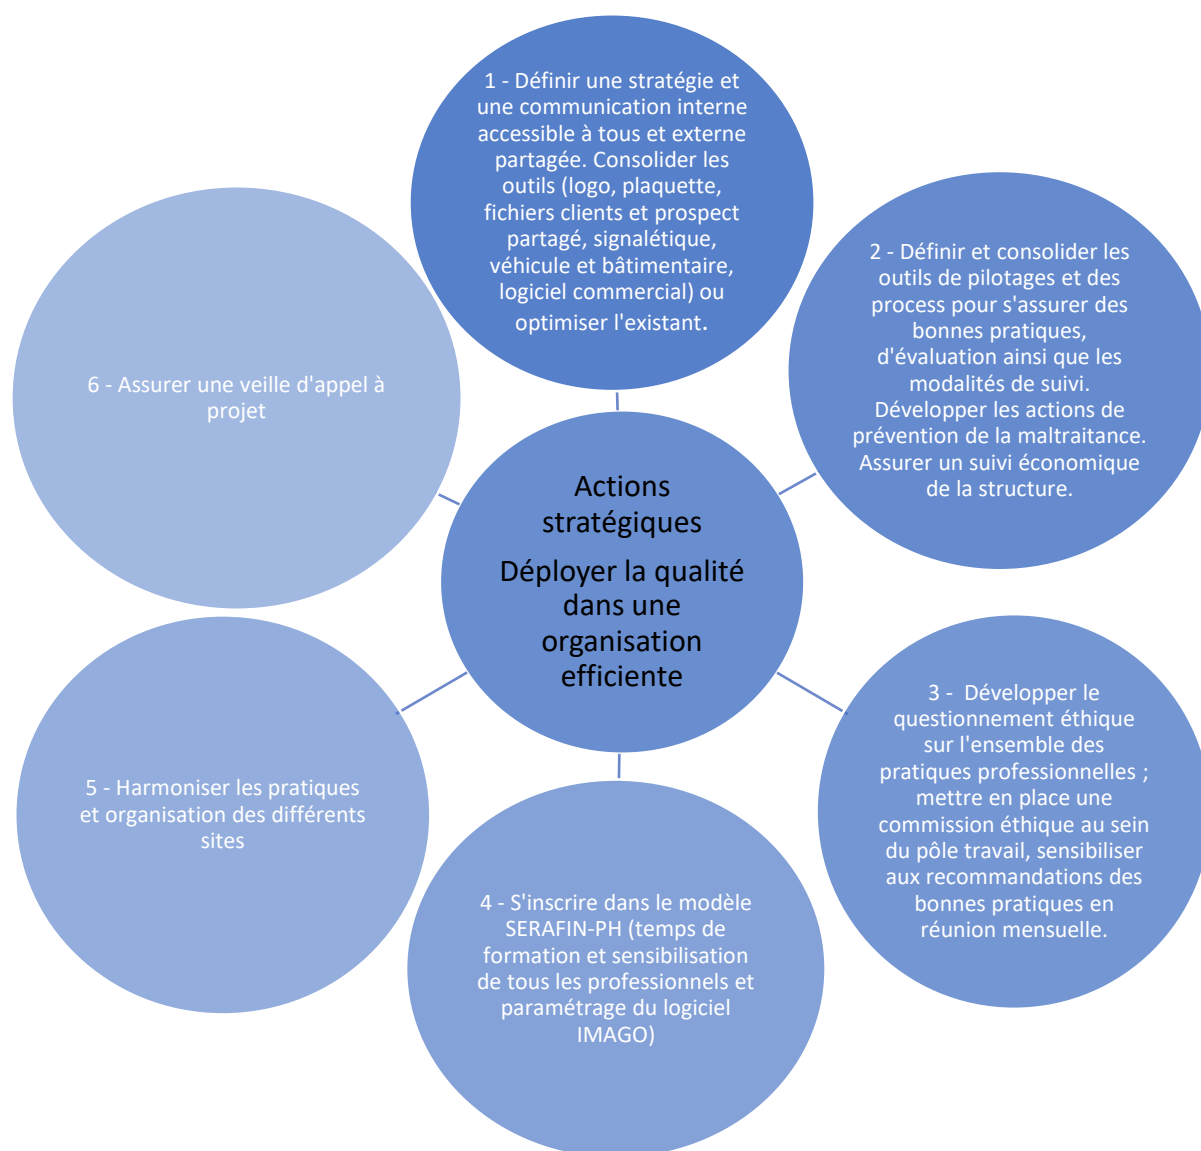 1 - Définir une stratégie et
une communication interne
accessible à tous et externe
partagée. Consolider les
outils (logo, plaquette,
fichiers clients et prospect
partagé, signalétique,
véhicule et bâtimentaire,
logiciel commercial) ou
optimiser l'existant.
2 - Définir et consolider les
outils de pilotages et des
process pour s'assurer des
bonnes pratiques,
d'évaluation ainsi que les
modalités de suivi.
Développer les actions de
prévention de la maltraitance.
Assurer un suivi économique
de la structure.
3 - Développer le
questionnement éthique
sur l'ensemble des
pratiques professionnelles ;
mettre en place une
commission éthique au sein
du pôle travail, sensibiliser
aux recommandations des
bonnes pratiques en
réunion mensuelle.
4 - S'inscrire dans le modèle
SERAFIN-PH (temps de
formation et sensibilisation
de tous les professionnels et
paramétrage du logiciel
IMAGO)
5 - Harmoniser les pratiques
et organisation des différents
sites
6 - Assurer une veille d'appel à
projet
Actions
stratégiques
Déployer la qualité
dans une
organisation
efficiente